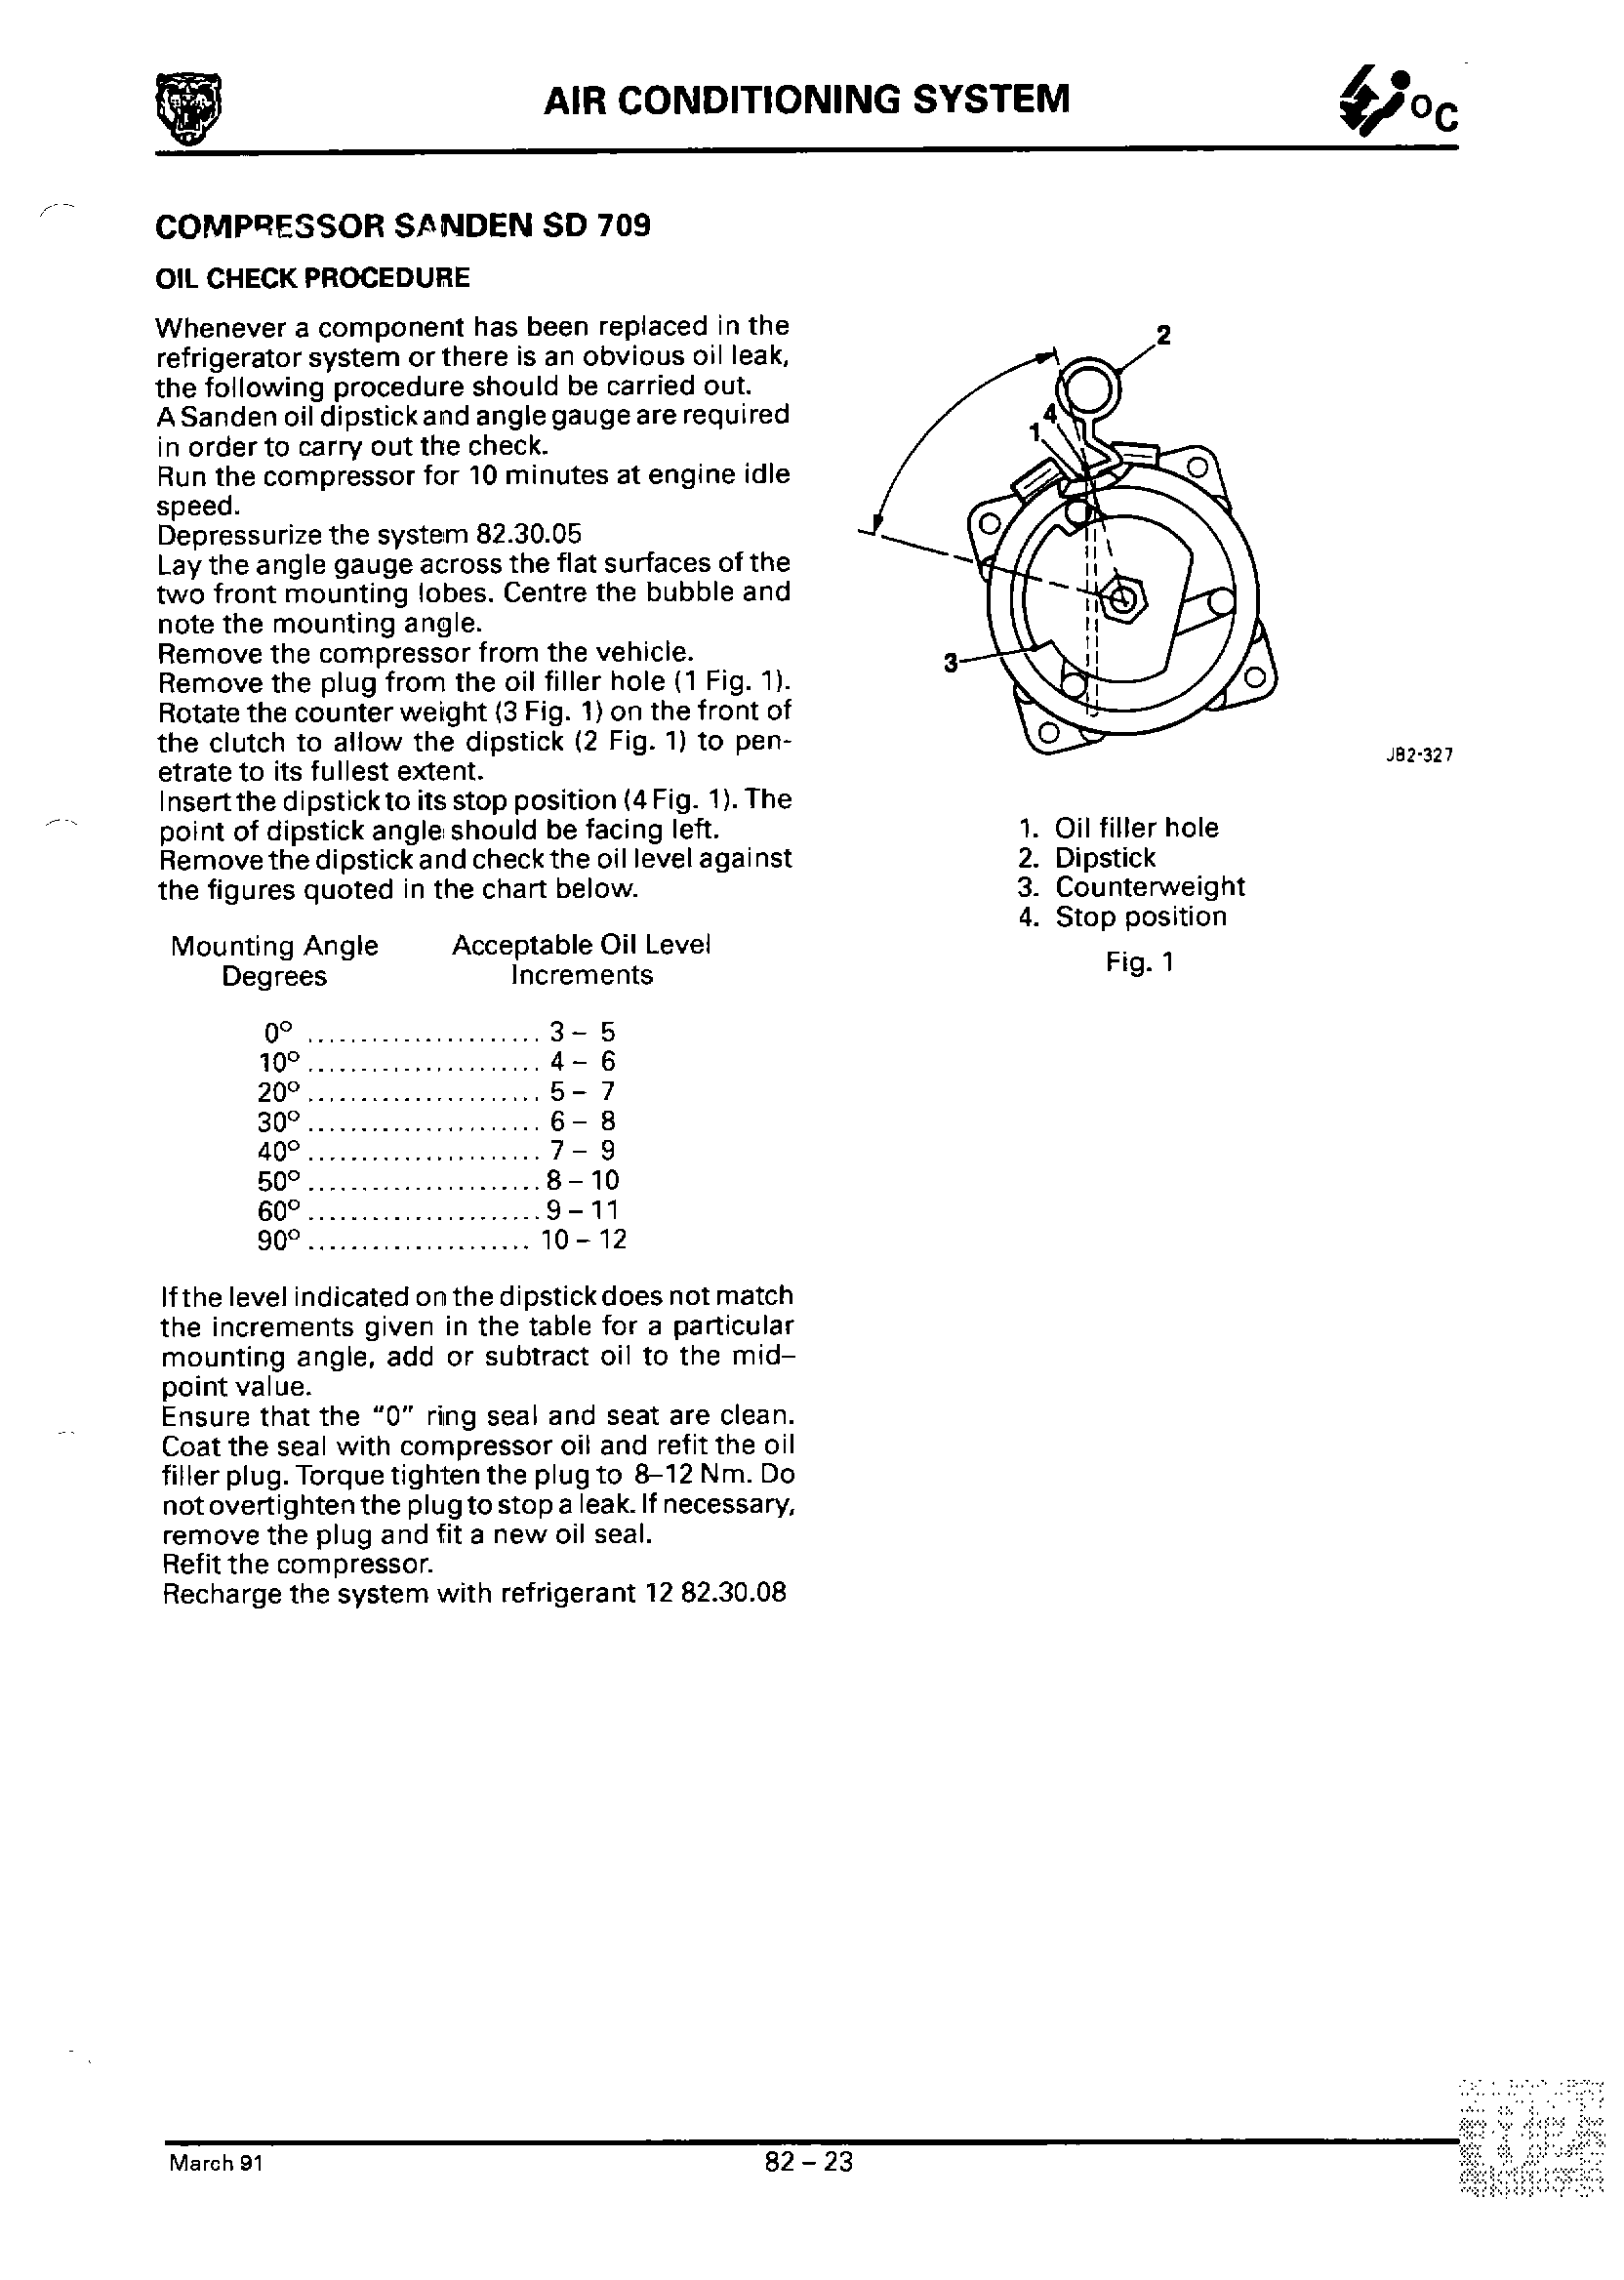 AIR CONDITIONING SYSTEM
°C
COMPRESSOR SANDEN SD 709
OIL CHECK PROCEDURE
Whenever a component has been replaced in the
refrigerator system or there is an obvious oil leak,
the following procedure should be carried out.
A Sanden oil dipstick and angle gauge are required
in order to carry out the check.
Run the compressor for 10 minutes at engine idle
speed.
Depressurize the system 82.30.05
Lay the angle gauge across the flat surfaces of the
two front mounting lobes. Centre the bubble and
note the mounting angle.
Remove the compressor from the vehicle.
Remove the plug from the oil filler hole (1 Fig. 1).
Rotate the counter weight (3 Fig. 1) on the front of
the clutch to allow the dipstick (2 Fig. 1) to pen-
etrate to its fullest extent.
Insert the dipstick to its stop position (4 Fig. 1). The
point of dipstick angle should be facing left.
Remove the dipstick and check the oil level against
the figures quoted in the chart below.
Mounting Angle Acceptable Oil Level
Degrees Increments
0° ...................... 3 – 5
10° ...................... 4 – 6
20° ...................... 5 – 7
30° ...................... 6 – 8
40° ...................... 7 – 9
50° ...................... 8 – 10
60° ...................... 9 – 11
90° ..................... 10 – 12
If the level indicated on the dipstick does not match
the increments given in the table for a particular
mounting angle, add or subtract oil to the mid–
point value.
Ensure that the "0" ring seal and seat are clean.
Coat the seal with compressor oil and refit the oil
filler plug. Torque tighten the plug to 8–12 Nm. Do
not overtighten the plug to stop a leak. If necessary,
remove the plug and fit a new oil seal.
Refit the compressor.
Recharge the system with refrigerant 12 82.30.08
2
4
1
3
J82-327
1. Oil filler hole
2. Dipstick
3. Counterweight
4. Stop position
Fig. 1
March 91
82 – 23